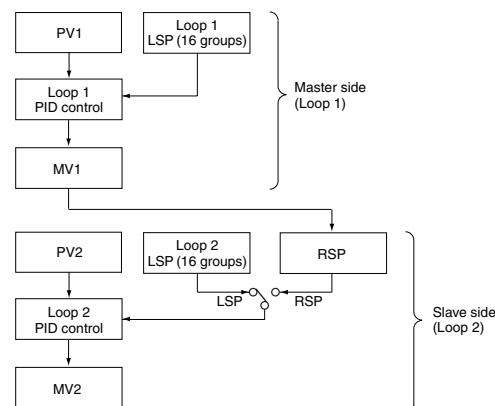 PV1
Loop 1
LSP (16 groups)
Loop 1
PID control
Master side
(Loop 1)
MV1
PV2
Loop 2
LSP (16 groups)
RSP
LSP
RSP
Loop 2
PID control
Slave side
(Loop 2)
MV2